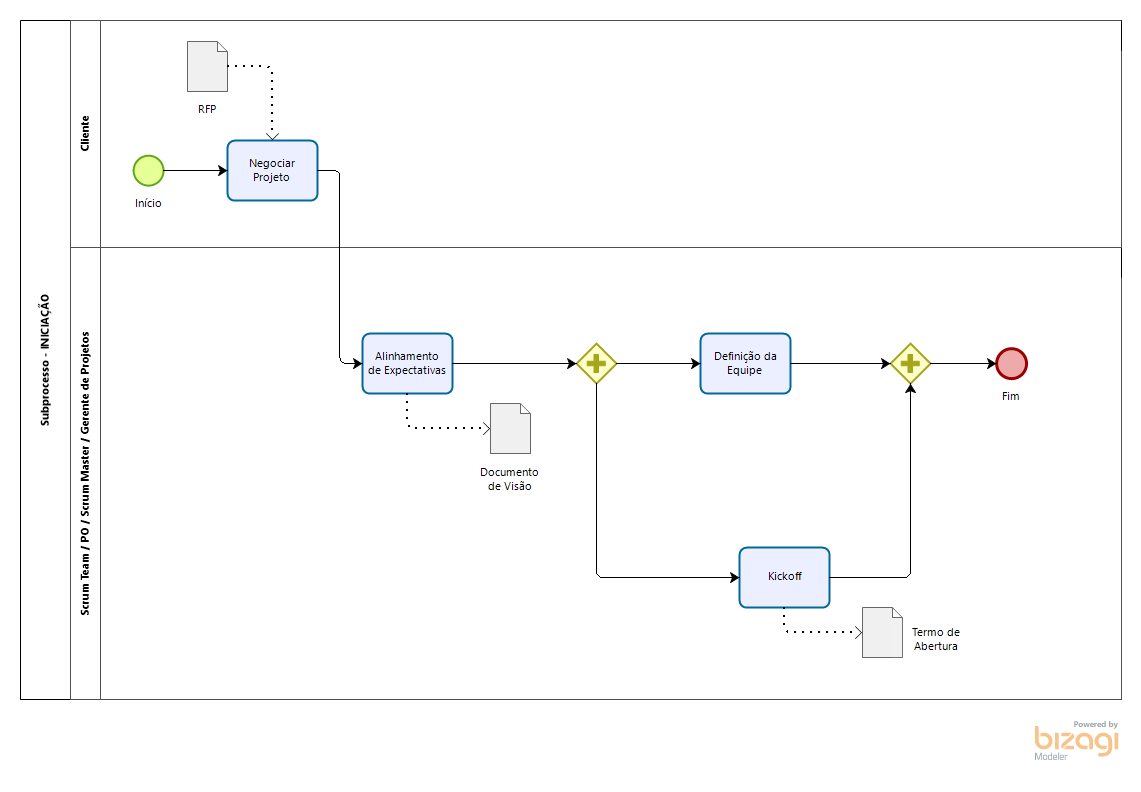 Subprocesso - INICIAÇÃO
Cliente
RFP
Início
Negociar
Projeto
Scrum Team / PO / Scrum Master / Gerente de Projetos
Alinhamento
de Expectativas
Documento
de Visão
Definição da
Equipe
Fim
Kickoff
Termo de
Abertura
Powered by
bizagi
Modeler